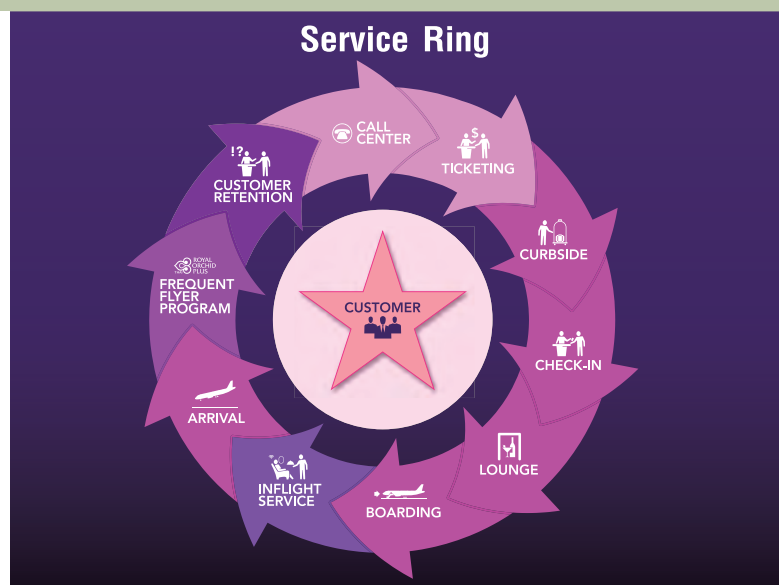 Service Ring
CALL
CENTER
$
TICKETING
CURBSIDE
CHECK-IN
LOUNGE
BOARDING
INFLIGHT
SERVICE
ARRIVAL
ROYAL
ORCHID
PLUS
FREQUENT
FLYER
PROGRAM
!?
CUSTOMER
RETENTION
CUSTOMER